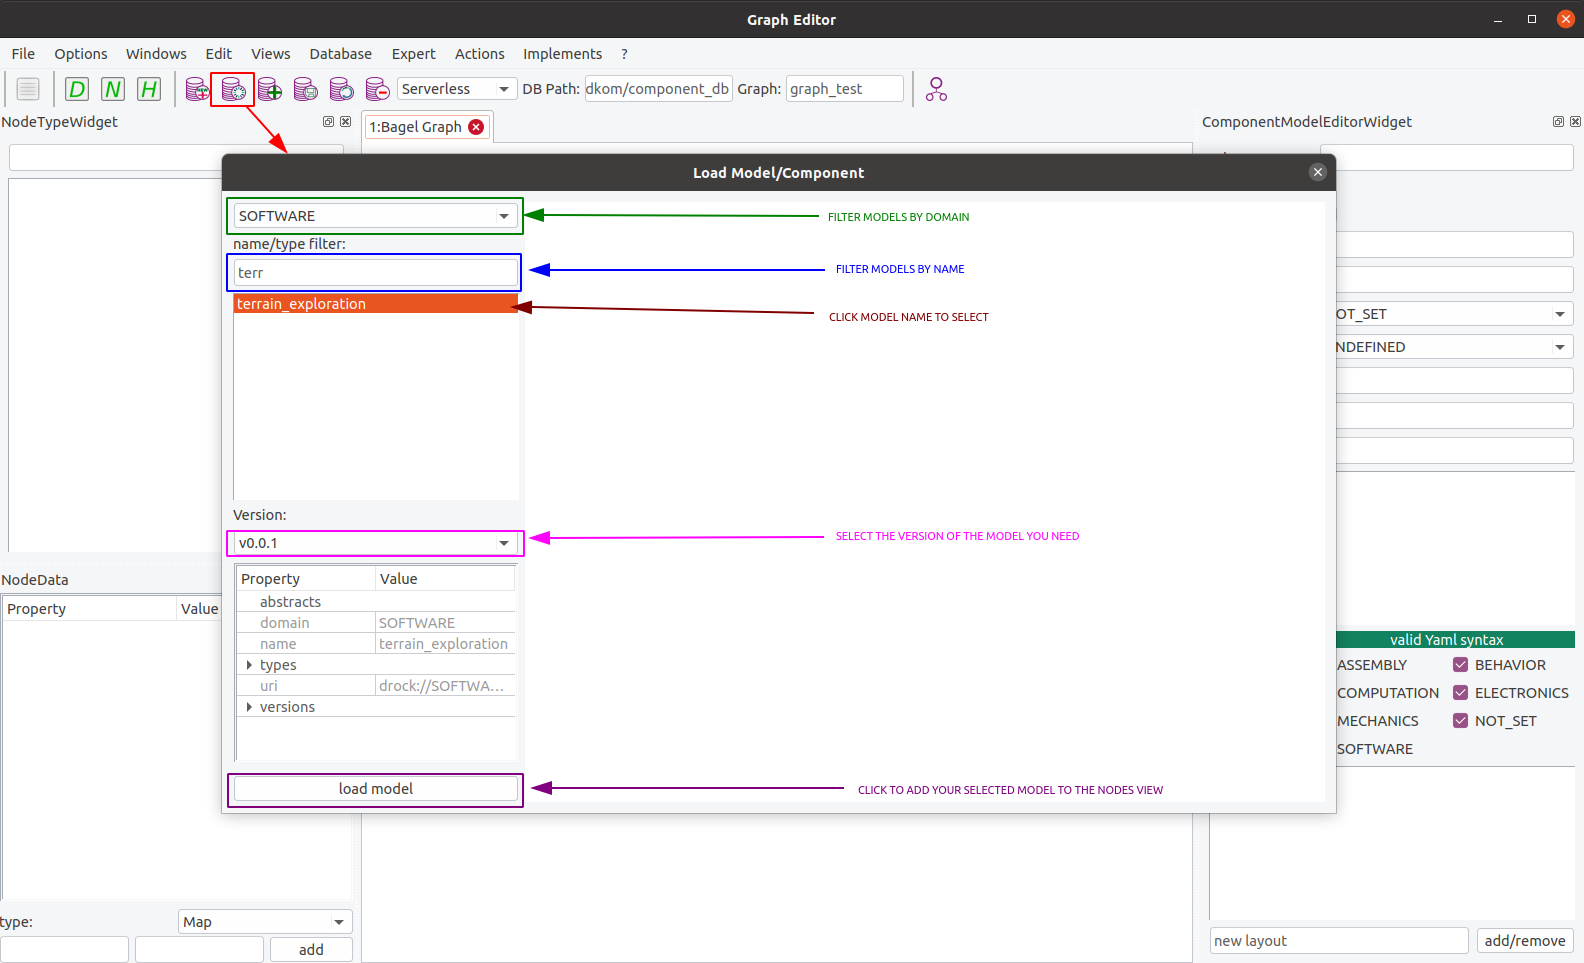 Graph Editor
File Options Windows Edit Views Database Expert Actions Implements ?
D N H NEW Serverless DB Path: dkom/component_db Graph: graph_test
NodeTypeWidget
1:Bagel Graph
ComponentModelEditorWidget
Load Model/Component
SOFTWARE
FILTER MODELS BY DOMAIN
name/type filter:
terr
FILTER MODELS BY NAME
terrain_exploration
CLICK MODEL NAME TO SELECT
OT_SET
NDEFINED
Version:
v0.0.1
SELECT THE VERSION OF THE MODEL YOU NEED
Property Value
abstracts
domain SOFTWARE
name terrain_exploration
types
uri drock://SOFTWA...
versions
load model
CLICK TO ADD YOUR SELECTED MODEL TO THE NODES VIEW
NodeData
Property Value
type: Map
add
valid Yaml syntax
ASSEMBLY BEHAVIOR
COMPUTATION ELECTRONICS
MECHANICS NOT_SET
SOFTWARE
new layout add/remove